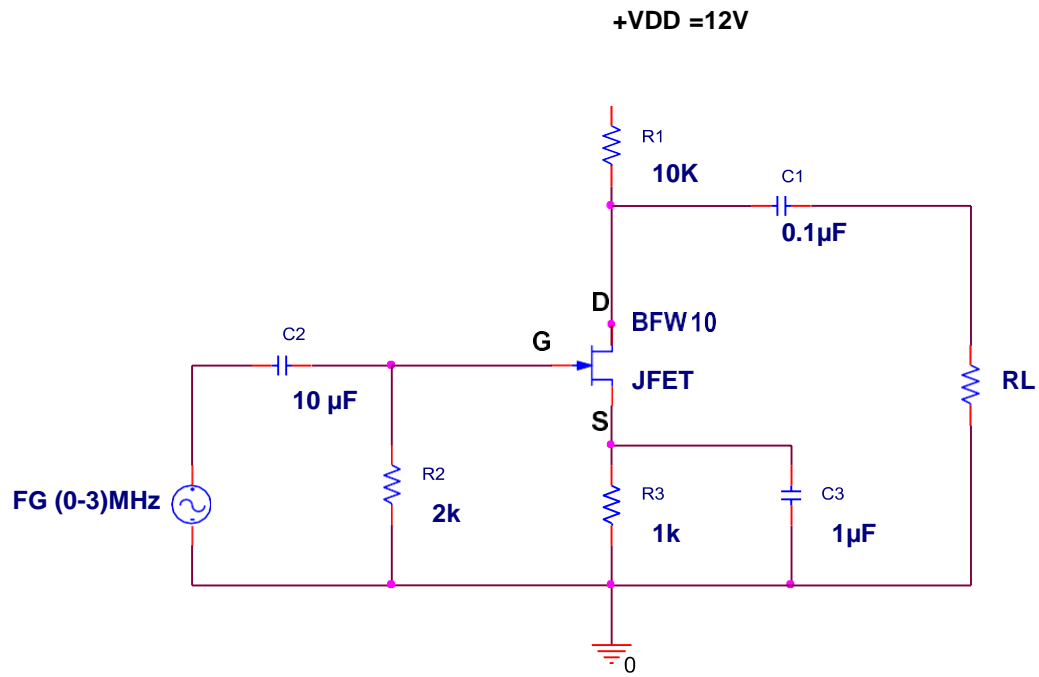 +VDD =12V
R1
10K
C1
0.1µF
D
BFW10
G
C2
JFET
10 µF
RL
S
R2
R3
C3
FG (0-3)MHz
2k
1k
1µF
0